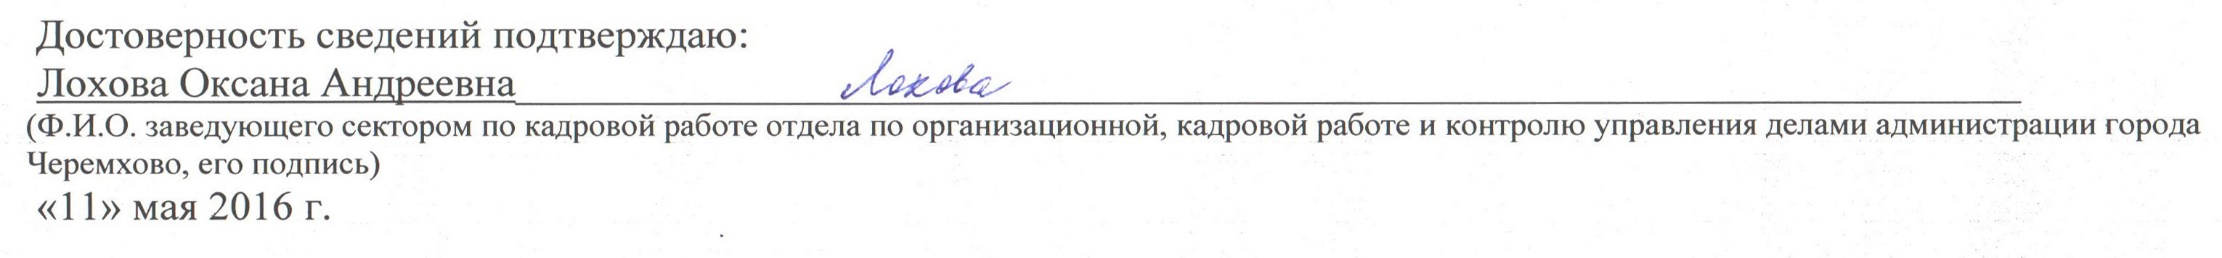 Достоверность сведений подтверждаю:
Лохова Оксана Андреевна Лохова
(Ф.И.О. заведующего сектором по кадровой работе отдела по организационной, кадровой работе и контролю управления делами администрации города
Черемхово, его подпись)
«11» мая 2016 г.